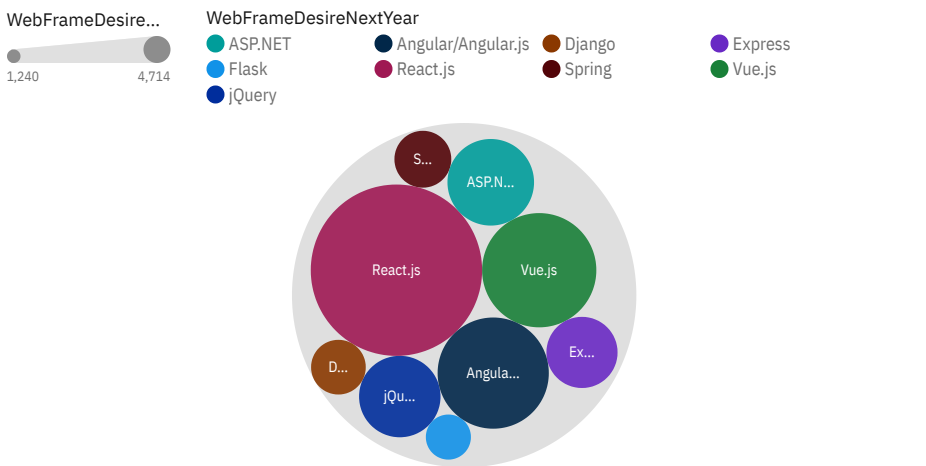 WebFrameDesire...
1,240 4,714
WebFrameDesireNextYear
ASP.NET Angular/Angular.js Django Express
Flask React.js Spring Vue.js
jQuery
S...
ASP.N...
React.js
Vue.js
Ex...
D...
Angula...
jQu...